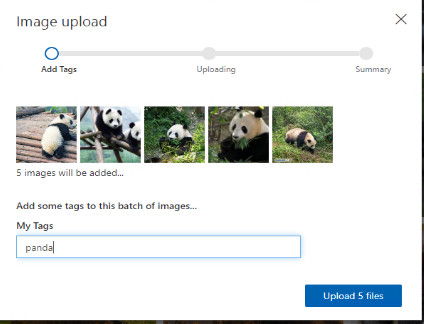 Image upload
Add Tags
Uploading
Summary
5 images will be added...
Add some tags to this batch of images...
My Tags
panda
Upload 5 files